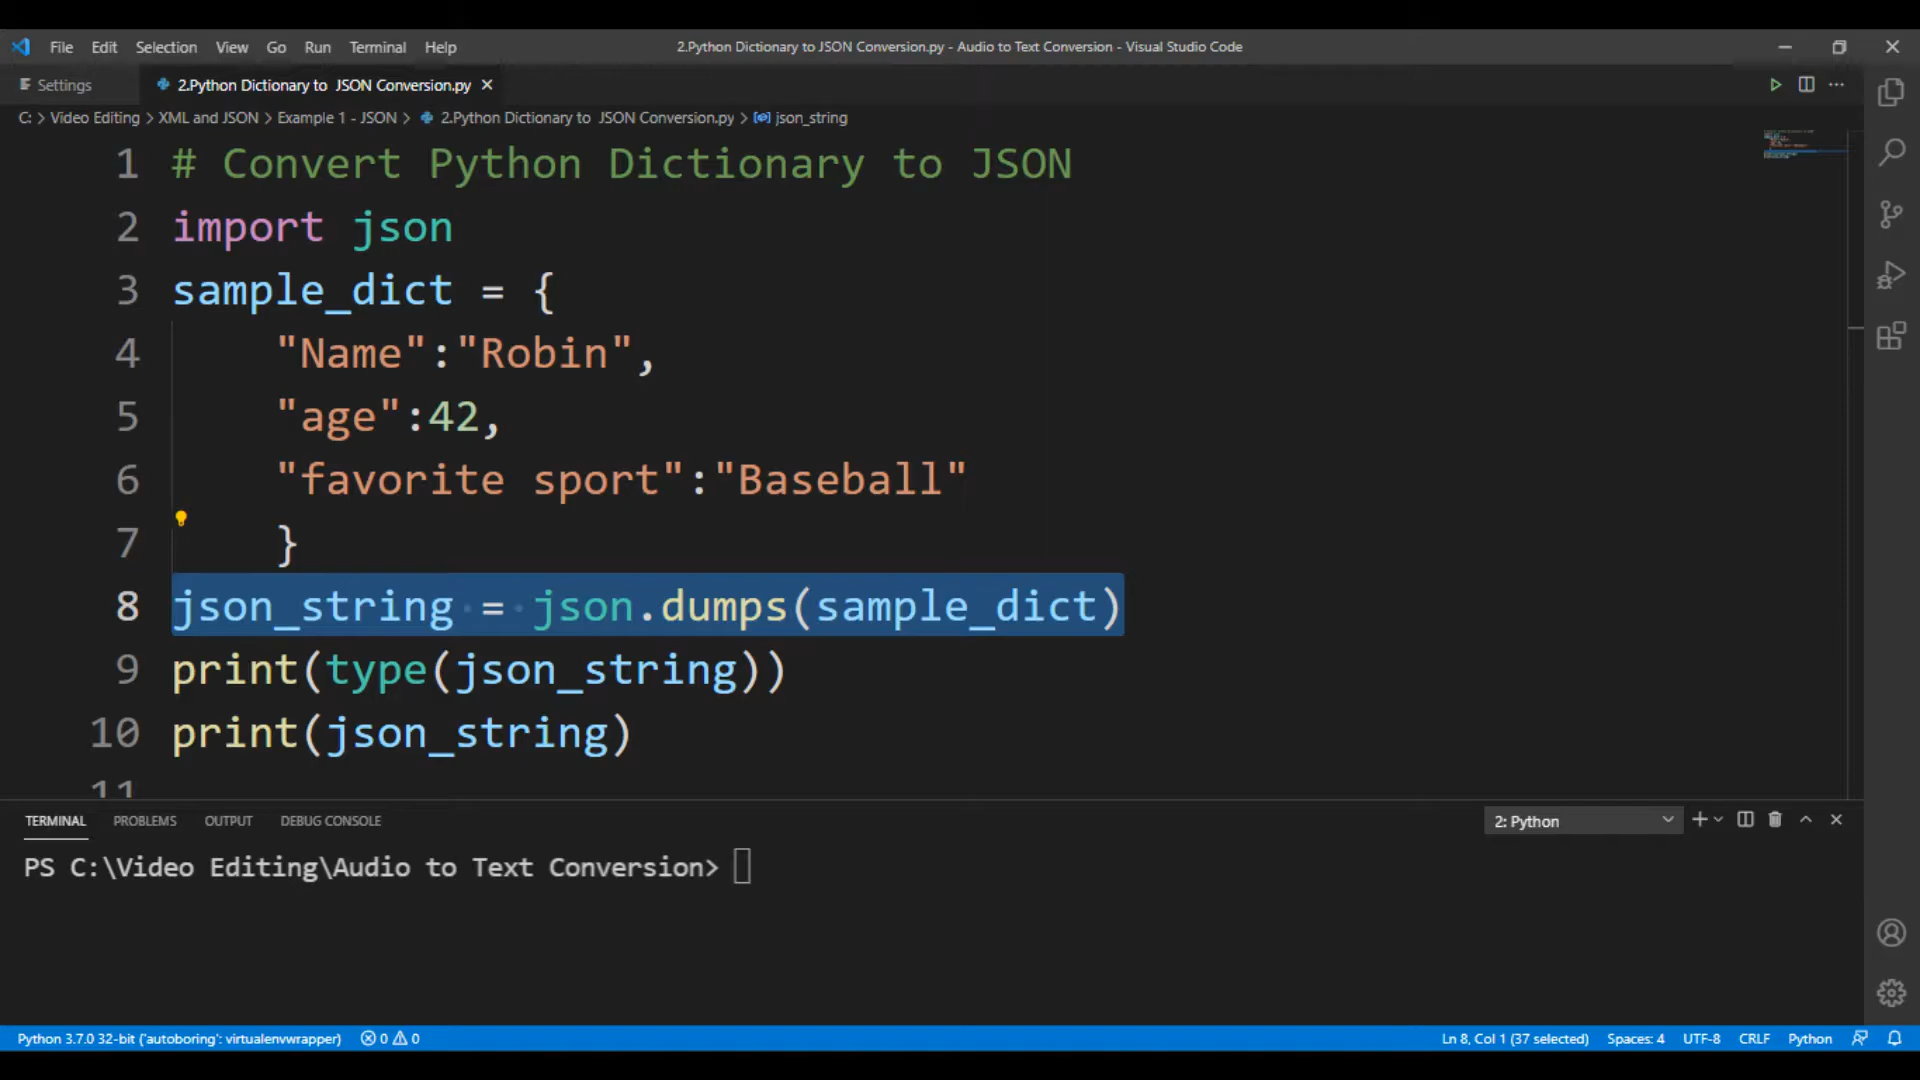 File Edit Selection View Go Run Terminal Help 2.Python Dictionary to JSON Conversion.py - Audio to Text Conversion - Visual Studio Code
Settings 2.Python Dictionary to JSON Conversion.py
C: > Video Editing > XML and JSON > Example 1 - JSON > 2.Python Dictionary to JSON Conversion.py > json_string
1 # Convert Python Dictionary to JSON
2 import json
3 sample_dict = {
4 "Name":"Robin",
5 "age":42,
6 "favorite sport":"Baseball"
7 }
8 json_string = json.dumps(sample_dict)
9 print(type(json_string))
10 print(json_string)
11
TERMINAL PROBLEMS OUTPUT DEBUG CONSOLE 2: Python
PS C:\Video Editing\Audio to Text Conversion>
Python 3.7.0 32-bit ('autoboring': virtualenvwrapper) 0 0 Ln 8, Col 1 (37 selected) Spaces: 4 UTF-8 CRLF Python